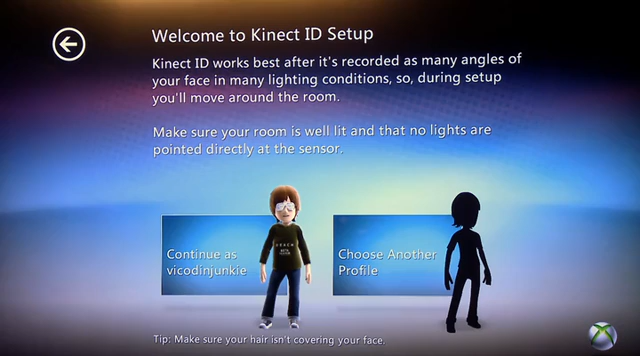 Welcome to Kinect ID Setup
Kinect ID works best after it's recorded as many angles of
your face in many lighting conditions, so, during setup
you'll move around the room.
Make sure your room is well lit and that no lights are
pointed directly at the sensor.
Continue as
vicodinjunkie
Choose Another
Profile
Tip: Make sure your hair isn't covering your face.